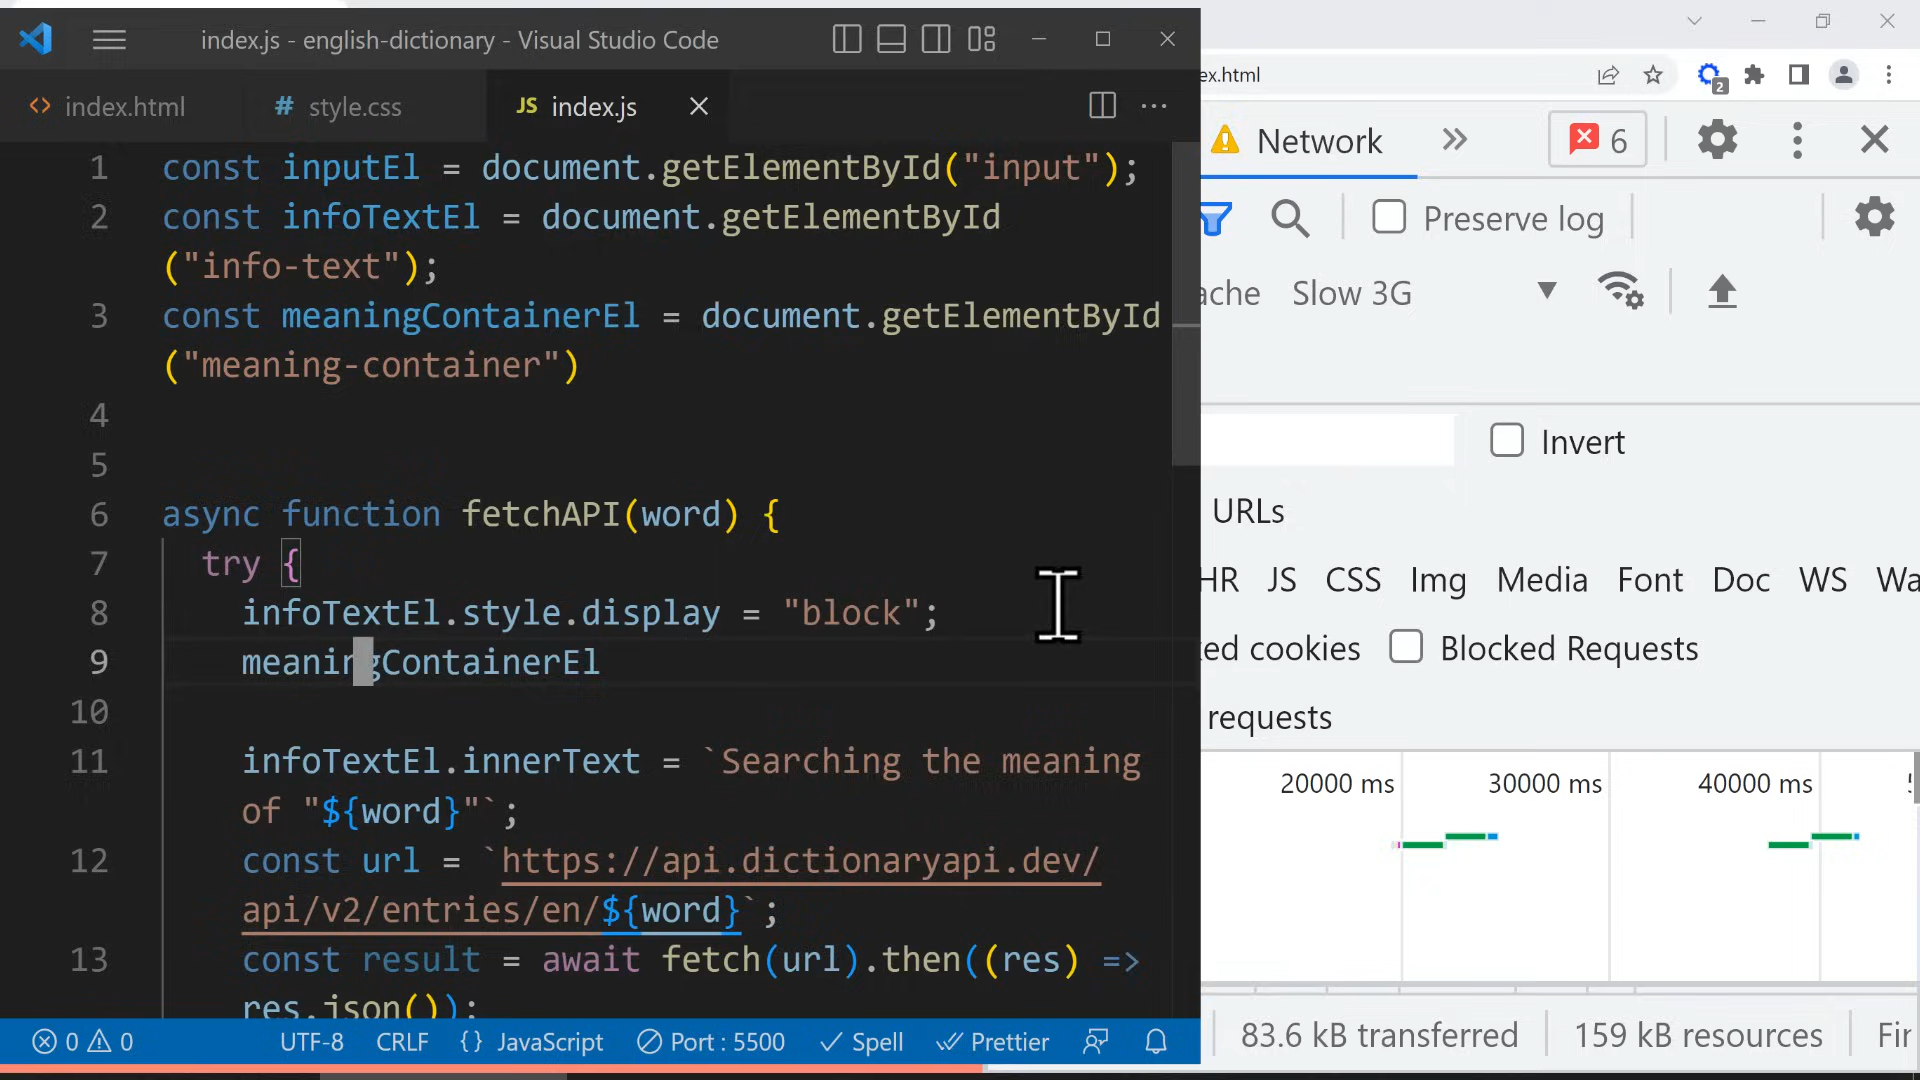 index.js - english-dictionary - Visual Studio Code
index.html
# style.css
JS index.js
1 const inputEl = document.getElementById("input");
2 const infoTextEl = document.getElementById
("info-text");
3 const meaningContainerEl = document.getElementById
("meaning-container")
4
5
6 async function fetchAPI(word) {
7 try {
8 infoTextEl.style.display = "block";
9 meaningContainerEl
10
11 infoTextEl.innerText = `Searching the meaning
of "${word}"`;
12 const url = `https://api.dictionaryapi.dev/
api/v2/entries/en/${word}`;
13 const result = await fetch(url).then((res) =>
res.json());
0 0 UTF-8 CRLF {} JavaScript Port : 5500 Spell Prettier
ex.html
2
Network 6
Preserve log
ache Slow 3G
Invert
URLs
HR JS CSS Img Media Font Doc WS Wa
ed cookies Blocked Requests
requests
20000 ms 30000 ms 40000 ms
83.6 kB transferred 159 kB resources Fin